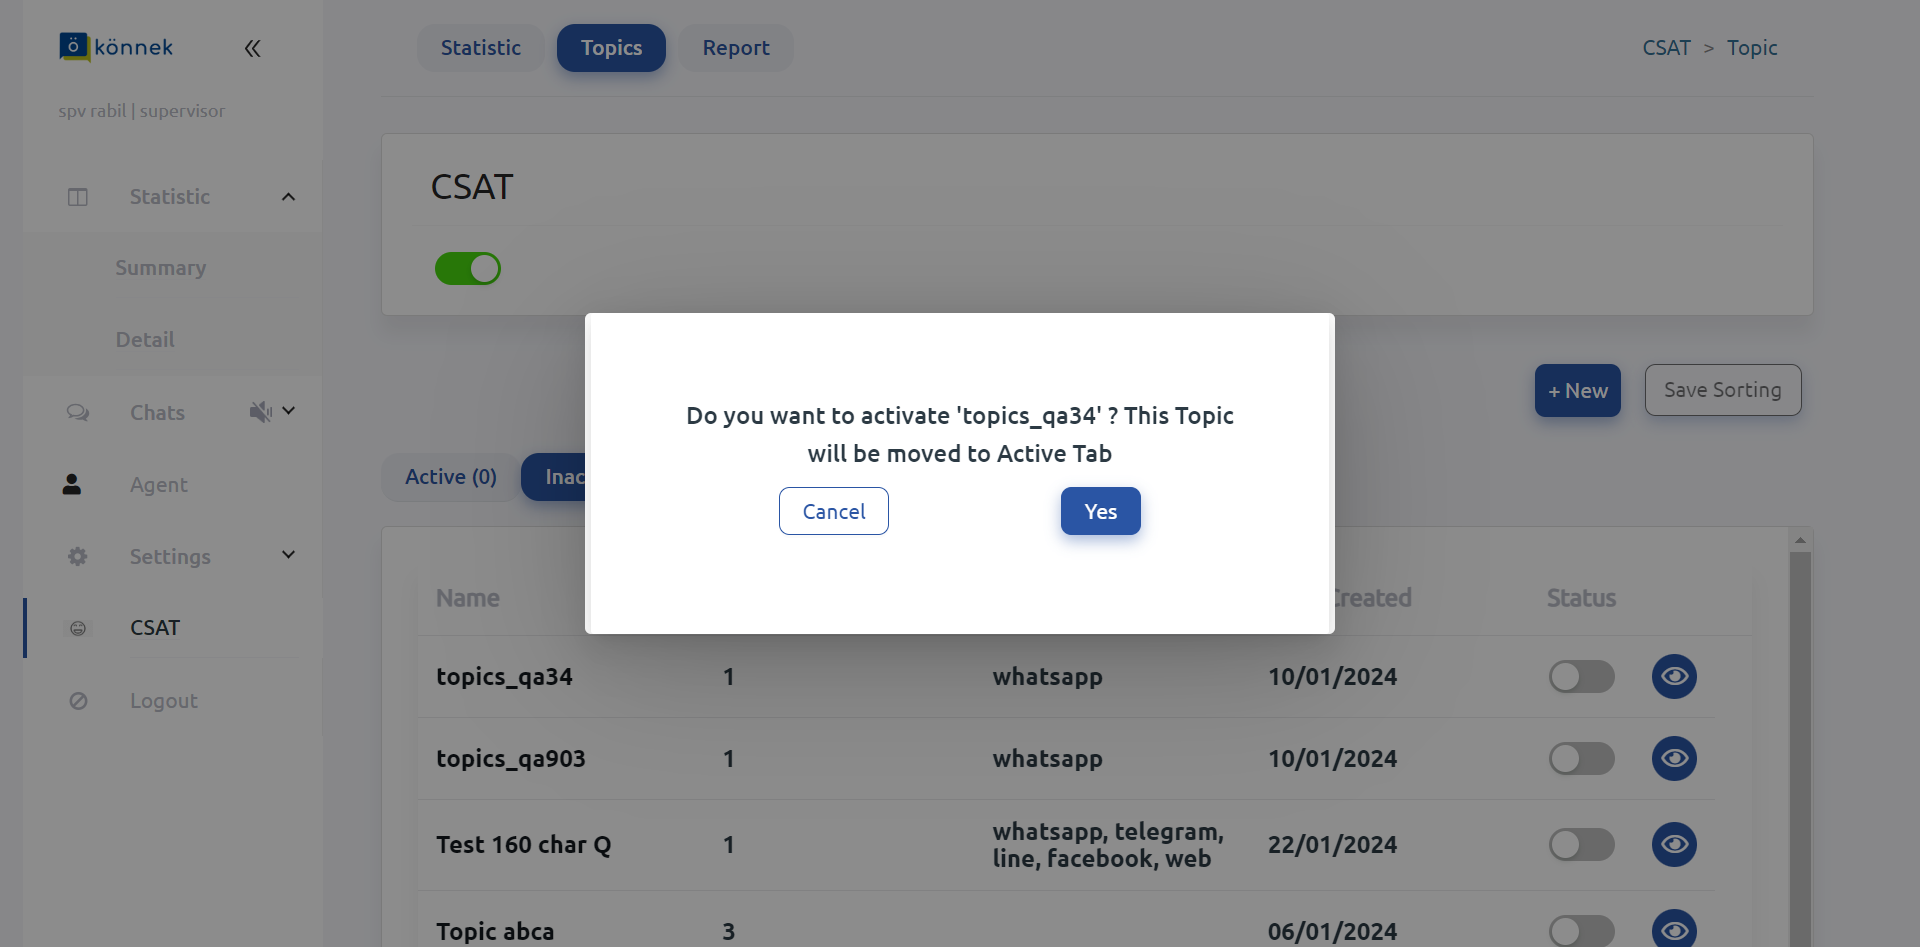 könnek
spv rabil | supervisor
Statistic
Summary
Detail
Chats
Agent
Settings
CSAT
Logout
Statistic
Topics
Report
CSAT > Topic
CSAT
+ New
Save Sorting
Active (0)
Do you want to activate 'topics_qa34' ? This Topic
will be moved to Active Tab
Cancel
Yes
Name
Created
Status
topics_qa34 1 whatsapp 10/01/2024
topics_qa903 1 whatsapp 10/01/2024
Test 160 char Q 1 whatsapp, telegram,
line, facebook, web 22/01/2024
Topic abca 3 06/01/2024